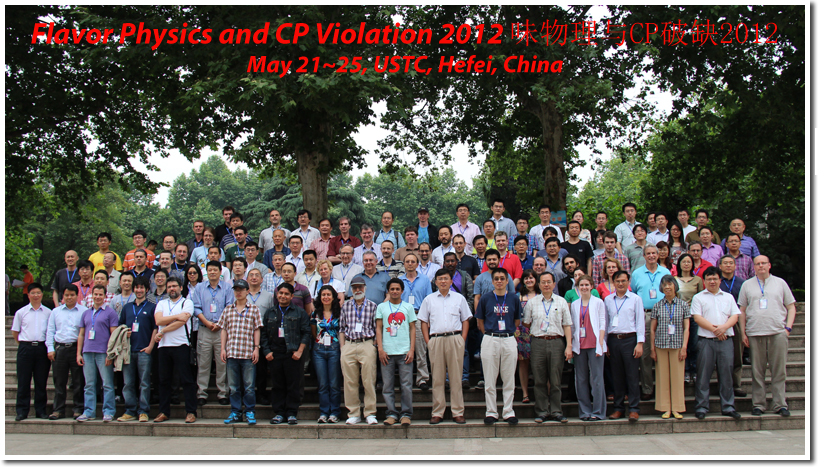 Flavor Physics and CP Violation 2012 味物理与CP破缺2012
May 21~25, USTC, Hefei, China